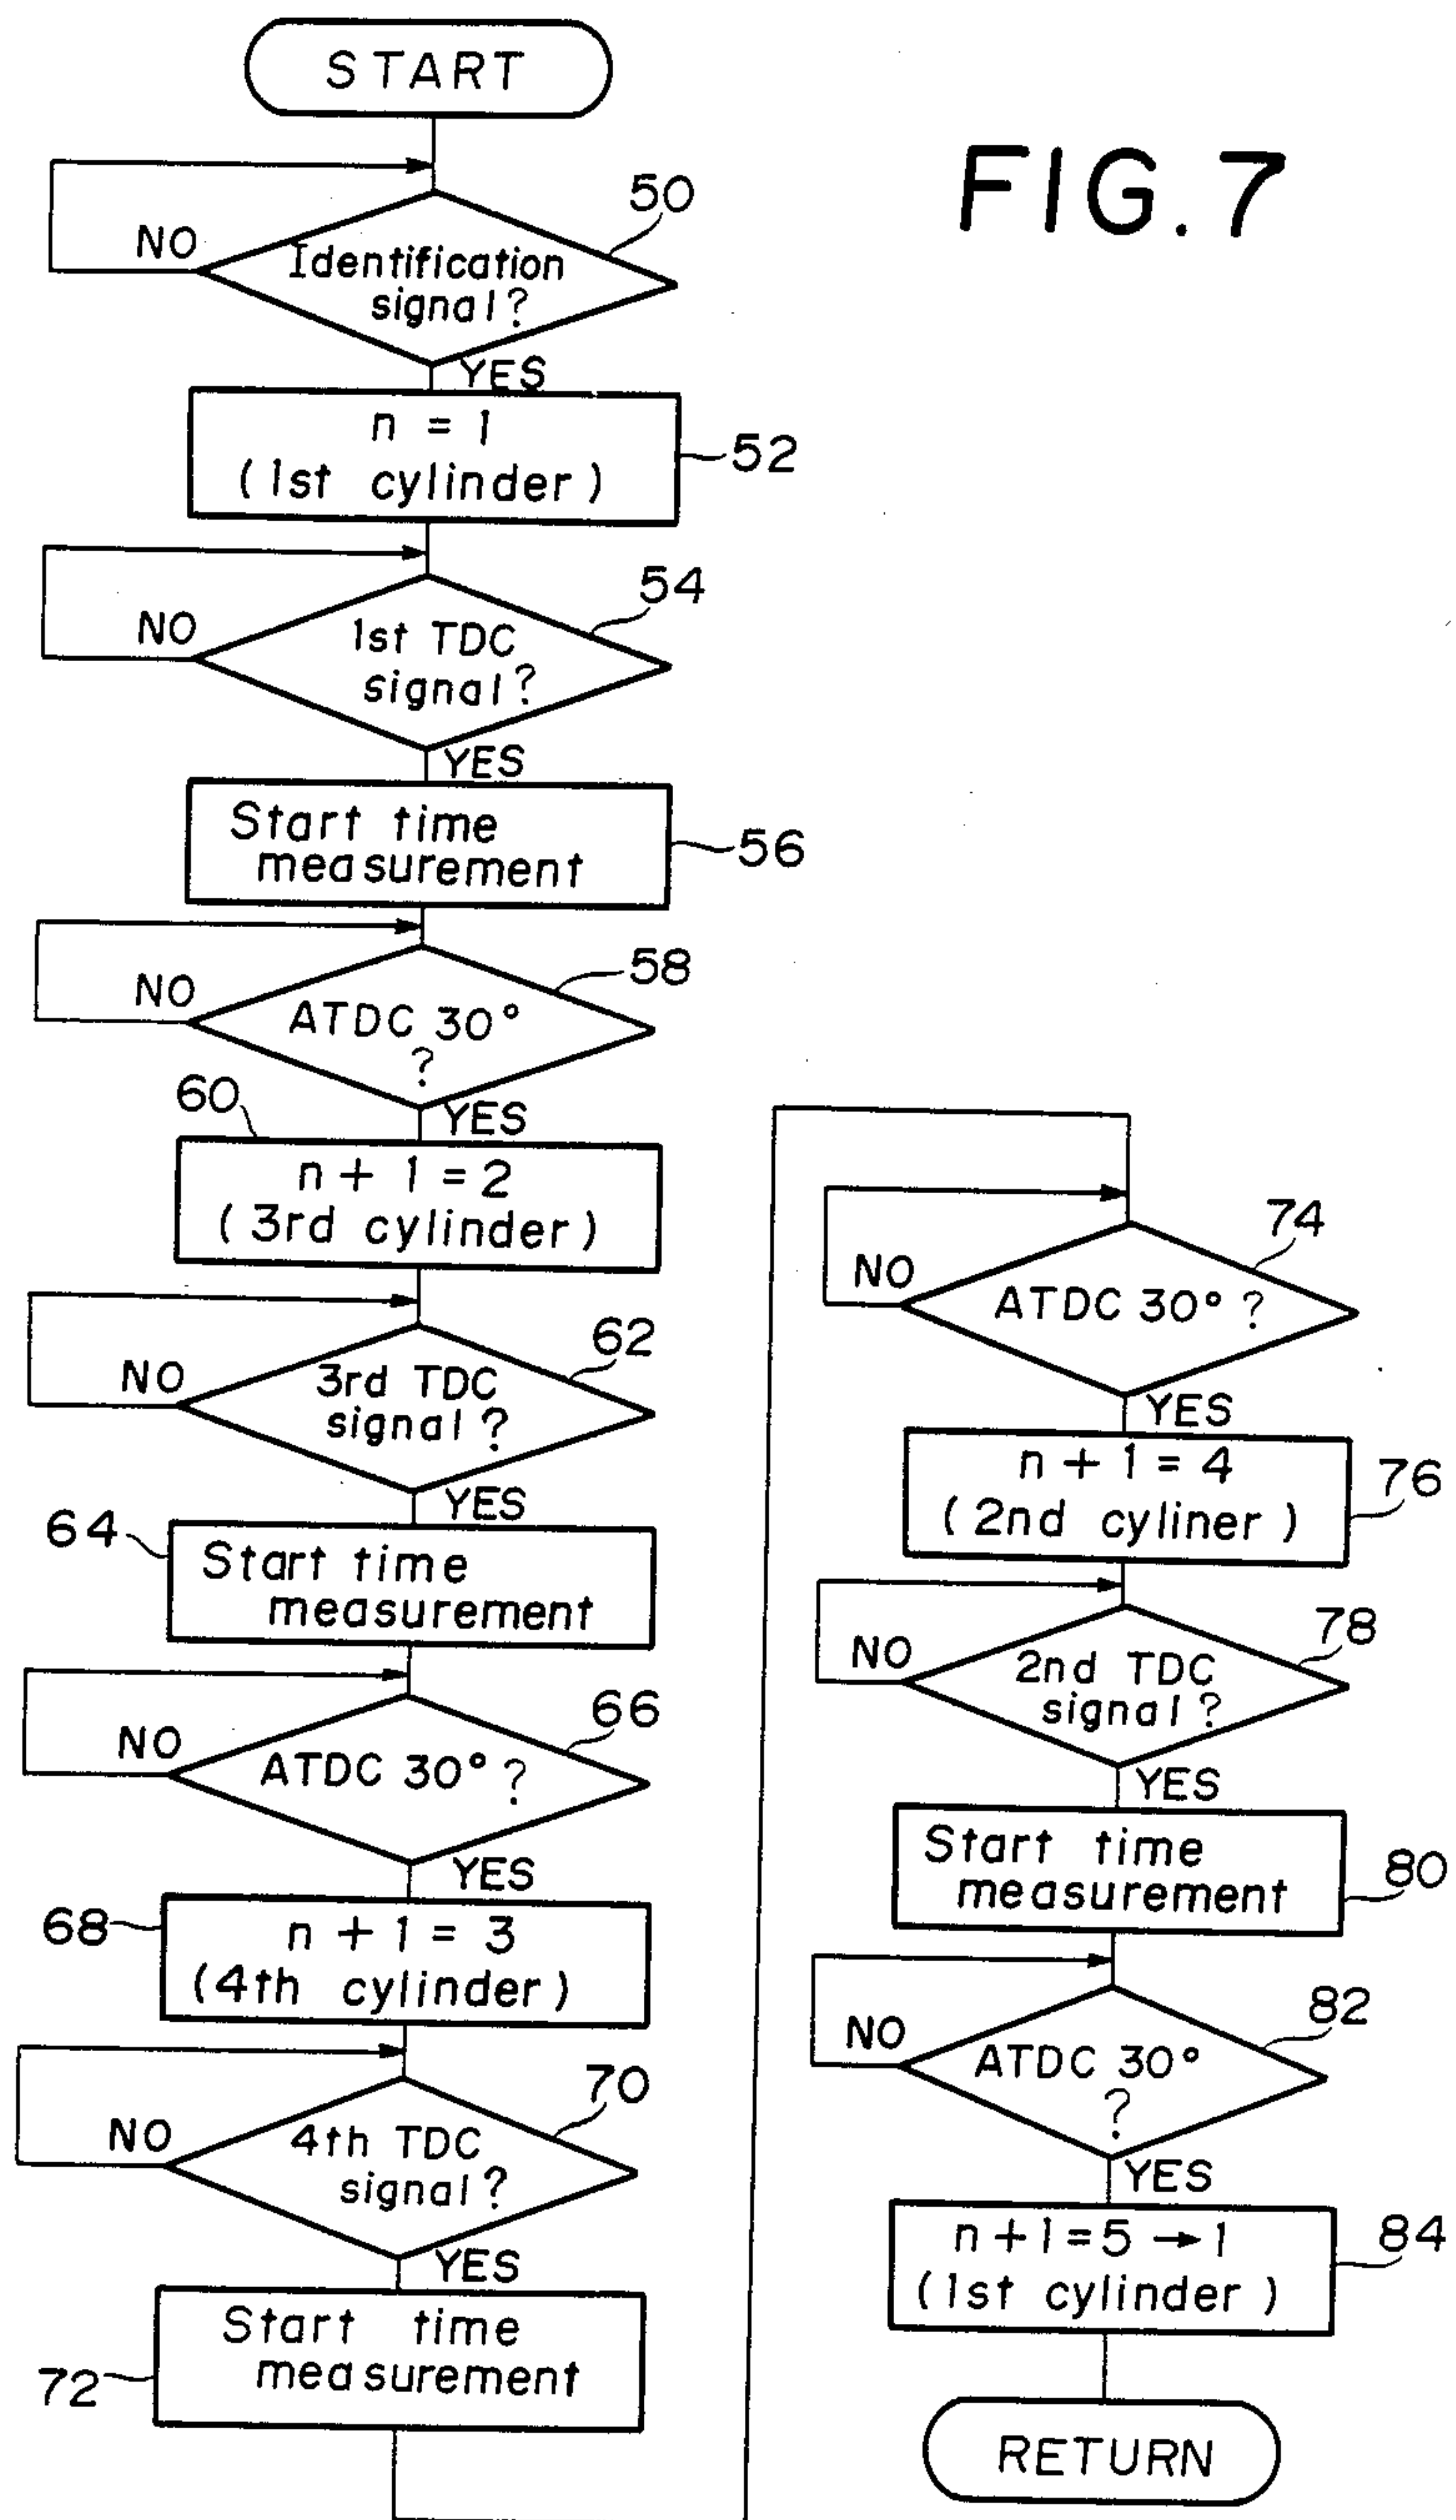 START
FIG. 7
50
NO
Identification
signal?
YES
n = 1
(1st cylinder)
52
54
NO
1st TDC
signal?
YES
Start time
measurement
56
58
NO
ATDC 30°
?
YES
60
n + 1 = 2
(3rd cylinder)
62
NO
3rd TDC
signal?
YES
64
Start time
measurement
66
NO
ATDC 30°?
YES
68
n + 1 = 3
(4th cylinder)
70
NO
4th TDC
signal?
YES
Start time
measurement
72
74
NO
ATDC 30°?
YES
n + 1 = 4
(2nd cyliner)
76
78
NO
2nd TDC
signal?
YES
Start time
measurement
80
82
NO
ATDC 30°
?
YES
n + 1 = 5 → 1
(1st cylinder)
84
RETURN